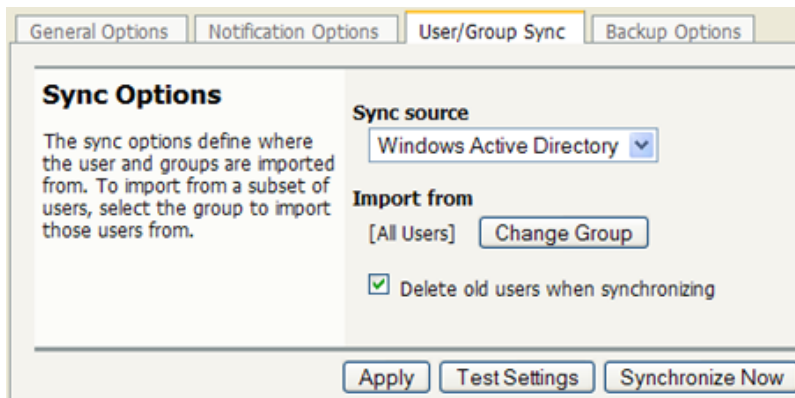 General Options Notification Options User/Group Sync Backup Options
Sync Options
The sync options define where
the user and groups are imported
from. To import from a subset of
users, select the group to import
those users from.
Sync source
Windows Active Directory
Import from
[All Users] Change Group
Delete old users when synchronizing
Apply Test Settings Synchronize Now